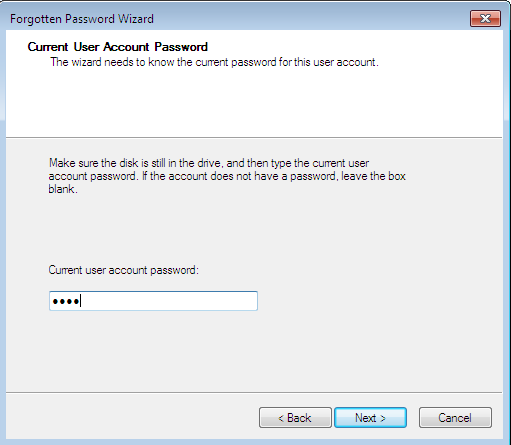 Forgotten Password Wizard
Current User Account Password
The wizard needs to know the current password for this user account.
Make sure the disk is still in the drive, and then type the current user
account password. If the account does not have a password, leave the box
blank.
Current user account password:
●●●●
< Back Next > Cancel